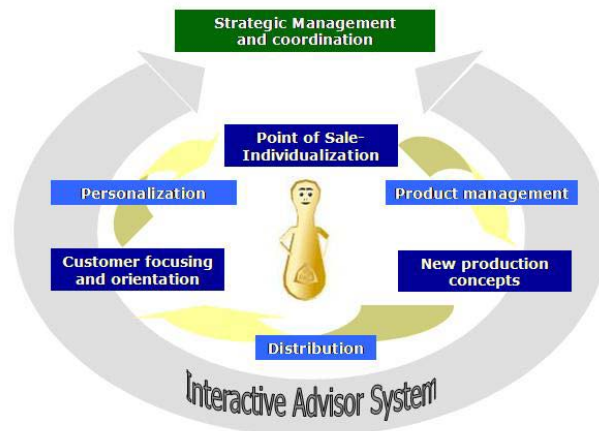 Strategic Management
and coordination
Point of Sale-
Individualization
Personalization
Product management
Customer focusing
and orientation
New production
concepts
Distribution
Interactive Advisor System